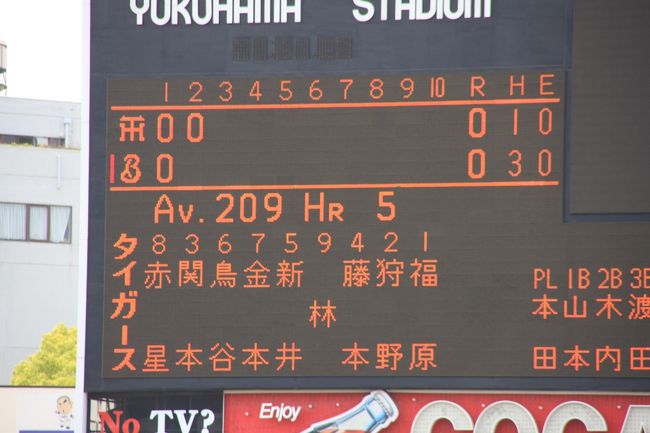 YOKOHAMA STADIUM
1 2 3 4 5 6 7 8 9 10 R H E
0 0 0 1 0
0 0 3 0
Av. 209 HR 5
タイガース
8 3 6 7 5 9 4 2 1
赤 関 鳥 金 新 藤 狩 福
林
星 本 谷 本 井 本 野 原
PL 1B 2B 3B
本 山 木 渡
田 本 内 田
No TV?
Enjoy
COCA